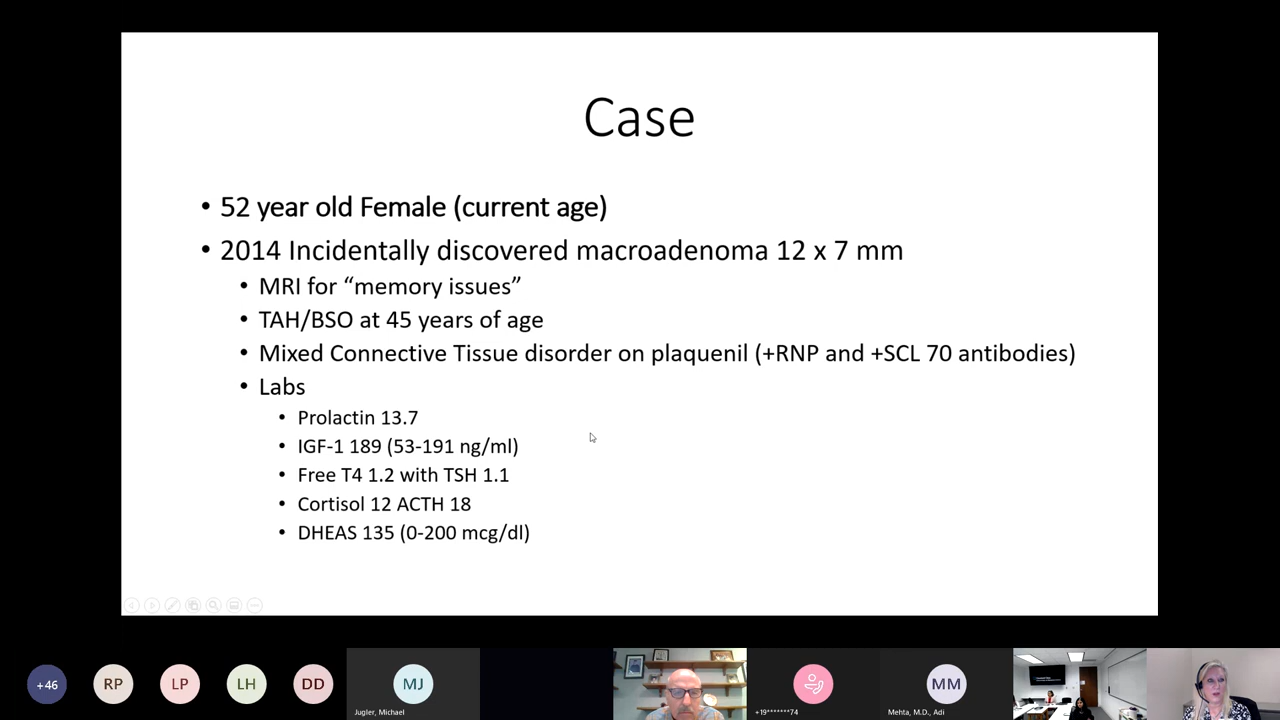 Case
• 52 year old Female (current age)
• 2014 Incidentally discovered macroadenoma 12 x 7 mm
• MRI for “memory issues”
• TAH/BSO at 45 years of age
• Mixed Connective Tissue disorder on plaquenil (+RNP and +SCL 70 antibodies)
• Labs
• Prolactin 13.7
• IGF-1 189 (53-191 ng/ml)
• Free T4 1.2 with TSH 1.1
• Cortisol 12 ACTH 18
• DHEAS 135 (0-200 mcg/dl)
+46
RP
LP
LH
DD
MJ
MM
Jugler, Michael
+19*******74
Mehta, M.D., Adi